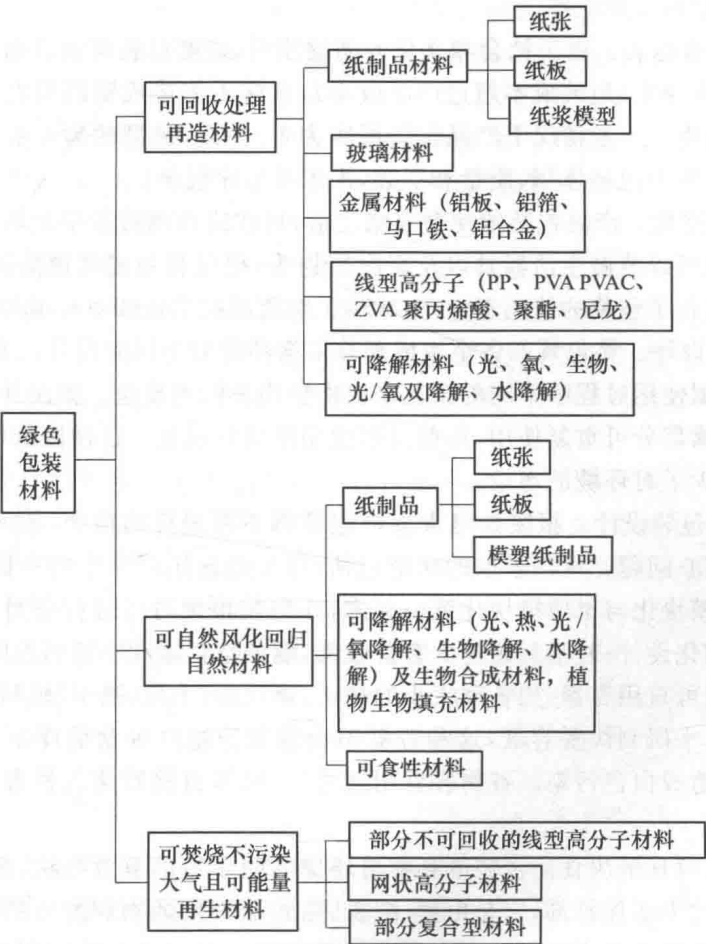 绿色
包装
材料
可回收处理
再造材料
纸制品材料
纸张
纸板
纸浆模型
玻璃材料
金属材料（铝板、铝箔、
马口铁、铝合金）
线型高分子（PP、PVA PVAC、
ZVA 聚丙烯酸、聚酯、尼龙）
可降解材料（光、氧、生物、
光/氧双降解、水降解）
可自然风化回归
自然材料
纸制品
纸张
纸板
模塑纸制品
可降解材料（光、热、光/
氧降解、生物降解、水降
解）及生物合成材料，植
物生物填充材料
可食性材料
可焚烧不污染
大气且可能量
再生材料
部分不可回收的线型高分子材料
网状高分子材料
部分复合型材料